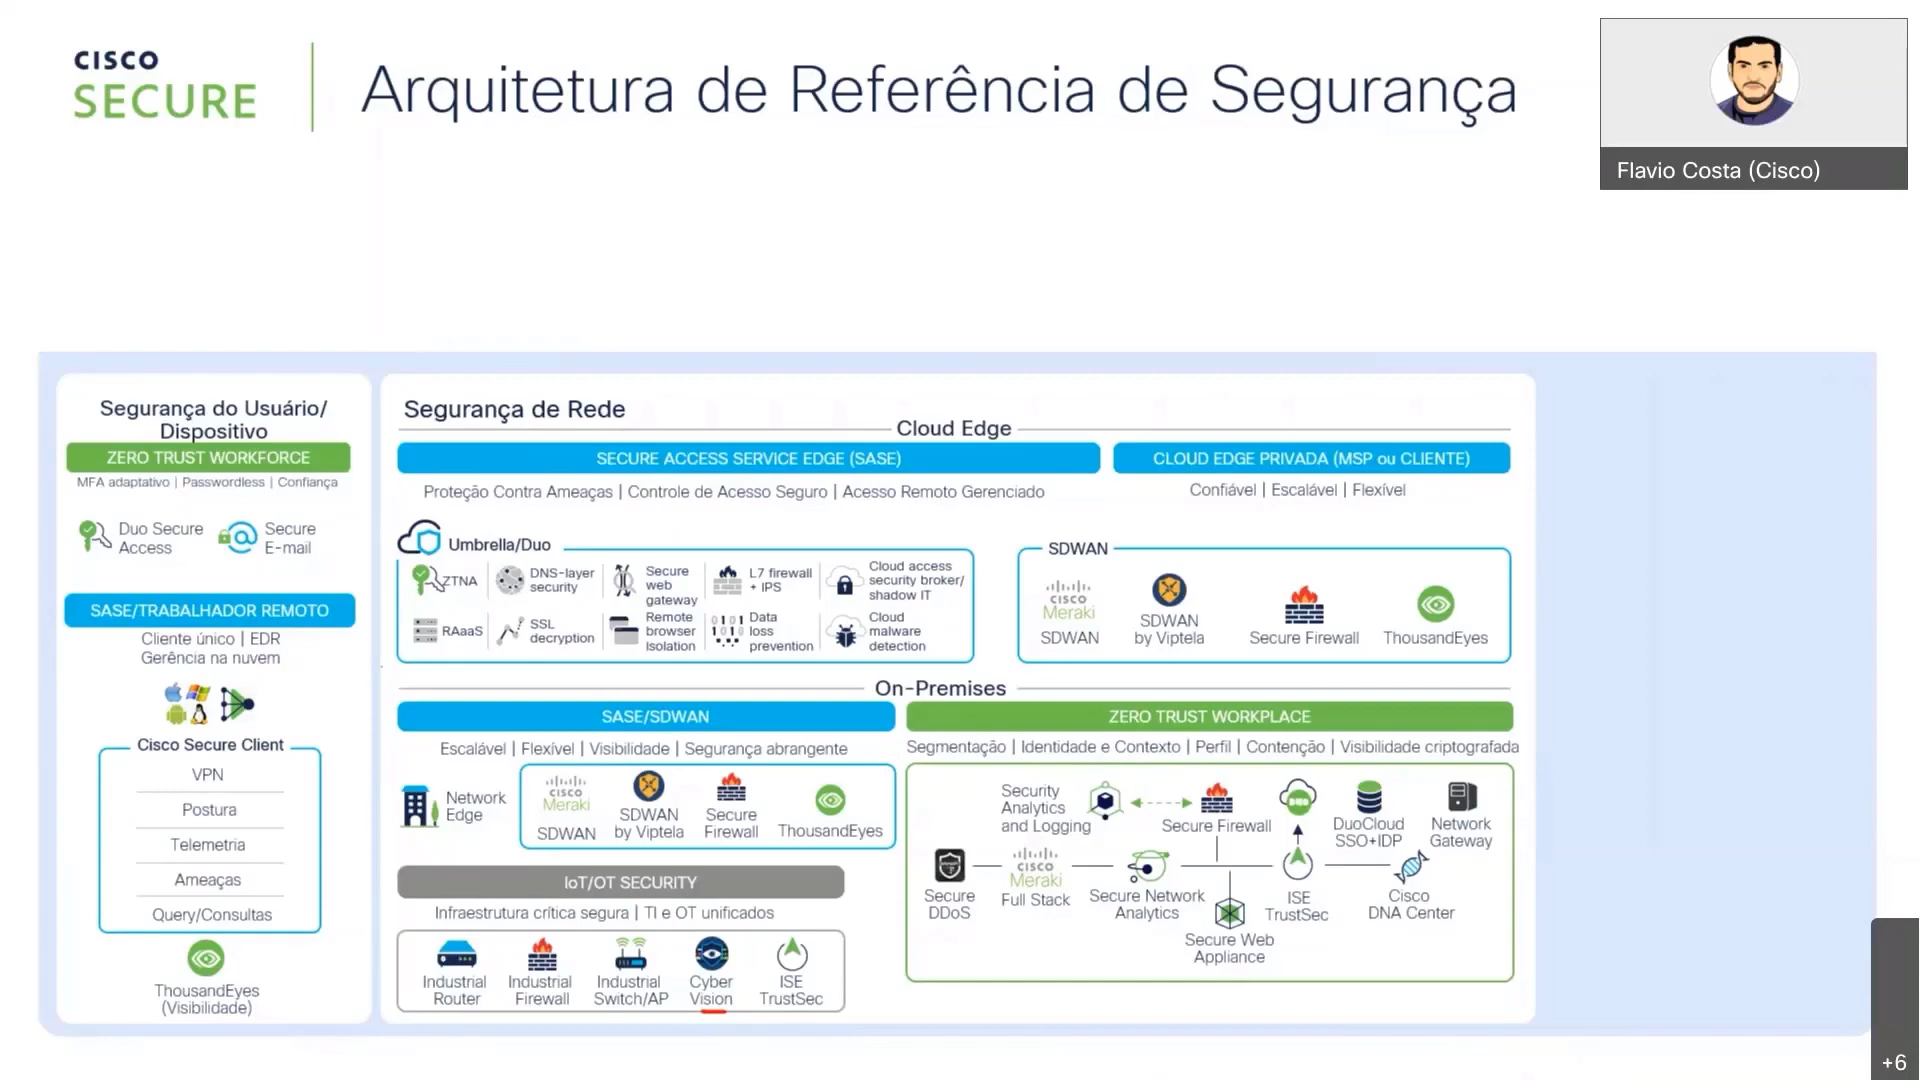 CISCO
SECURE
Arquitetura de Referência de Segurança
Flavio Costa (Cisco)
Segurança do Usuário/
Dispositivo
ZERO TRUST WORKFORCE
MFA adaptativo | Passwordless | Confiança
Duo Secure
Access
Secure
E-mail
SASE/TRABALHADOR REMOTO
Cliente único | EDR
Gerência na nuvem
Cisco Secure Client
VPN
Postura
Telemetria
Ameaças
Query/Consultas
ThousandEyes
(Visibilidade)
Segurança de Rede
Cloud Edge
SECURE ACCESS SERVICE EDGE (SASE)
Proteção Contra Ameaças | Controle de Acesso Seguro | Acesso Remoto Gerenciado
CLOUD EDGE PRIVADA (MSP ou CLIENTE)
Confiável | Escalável | Flexível
Umbrella/Duo
ZTNA
DNS-layer
security
Secure
web
gateway
L7 firewall
+ IPS
Cloud access
security broker/
shadow IT
RAaaS
SSL
decryption
Remote
browser
isolation
Data
loss
prevention
Cloud
malware
detection
SDWAN
CISCO
Meraki
SDWAN
SDWAN
by Viptela
Secure Firewall
ThousandEyes
On-Premises
SASE/SDWAN
Escalável | Flexível | Visibilidade | Segurança abrangente
Network
Edge
CISCO
Meraki
SDWAN
SDWAN
by Viptela
Secure
Firewall
ThousandEyes
IoT/OT SECURITY
Infraestrutura crítica segura | TI e OT unificados
Industrial
Router
Industrial
Firewall
Industrial
Switch/AP
Cyber
Vision
ISE
TrustSec
ZERO TRUST WORKPLACE
Segmentação | Identidade e Contexto | Perfil | Contenção | Visibilidade criptografada
Security
Analytics
and Logging
Secure Firewall
DUO
DuoCloud
SSO+IDP
Network
Gateway
Secure
DDoS
CISCO
Meraki
Full Stack
Secure Network
Analytics
Secure Web
Appliance
ISE
TrustSec
Cisco
DNA Center
+6